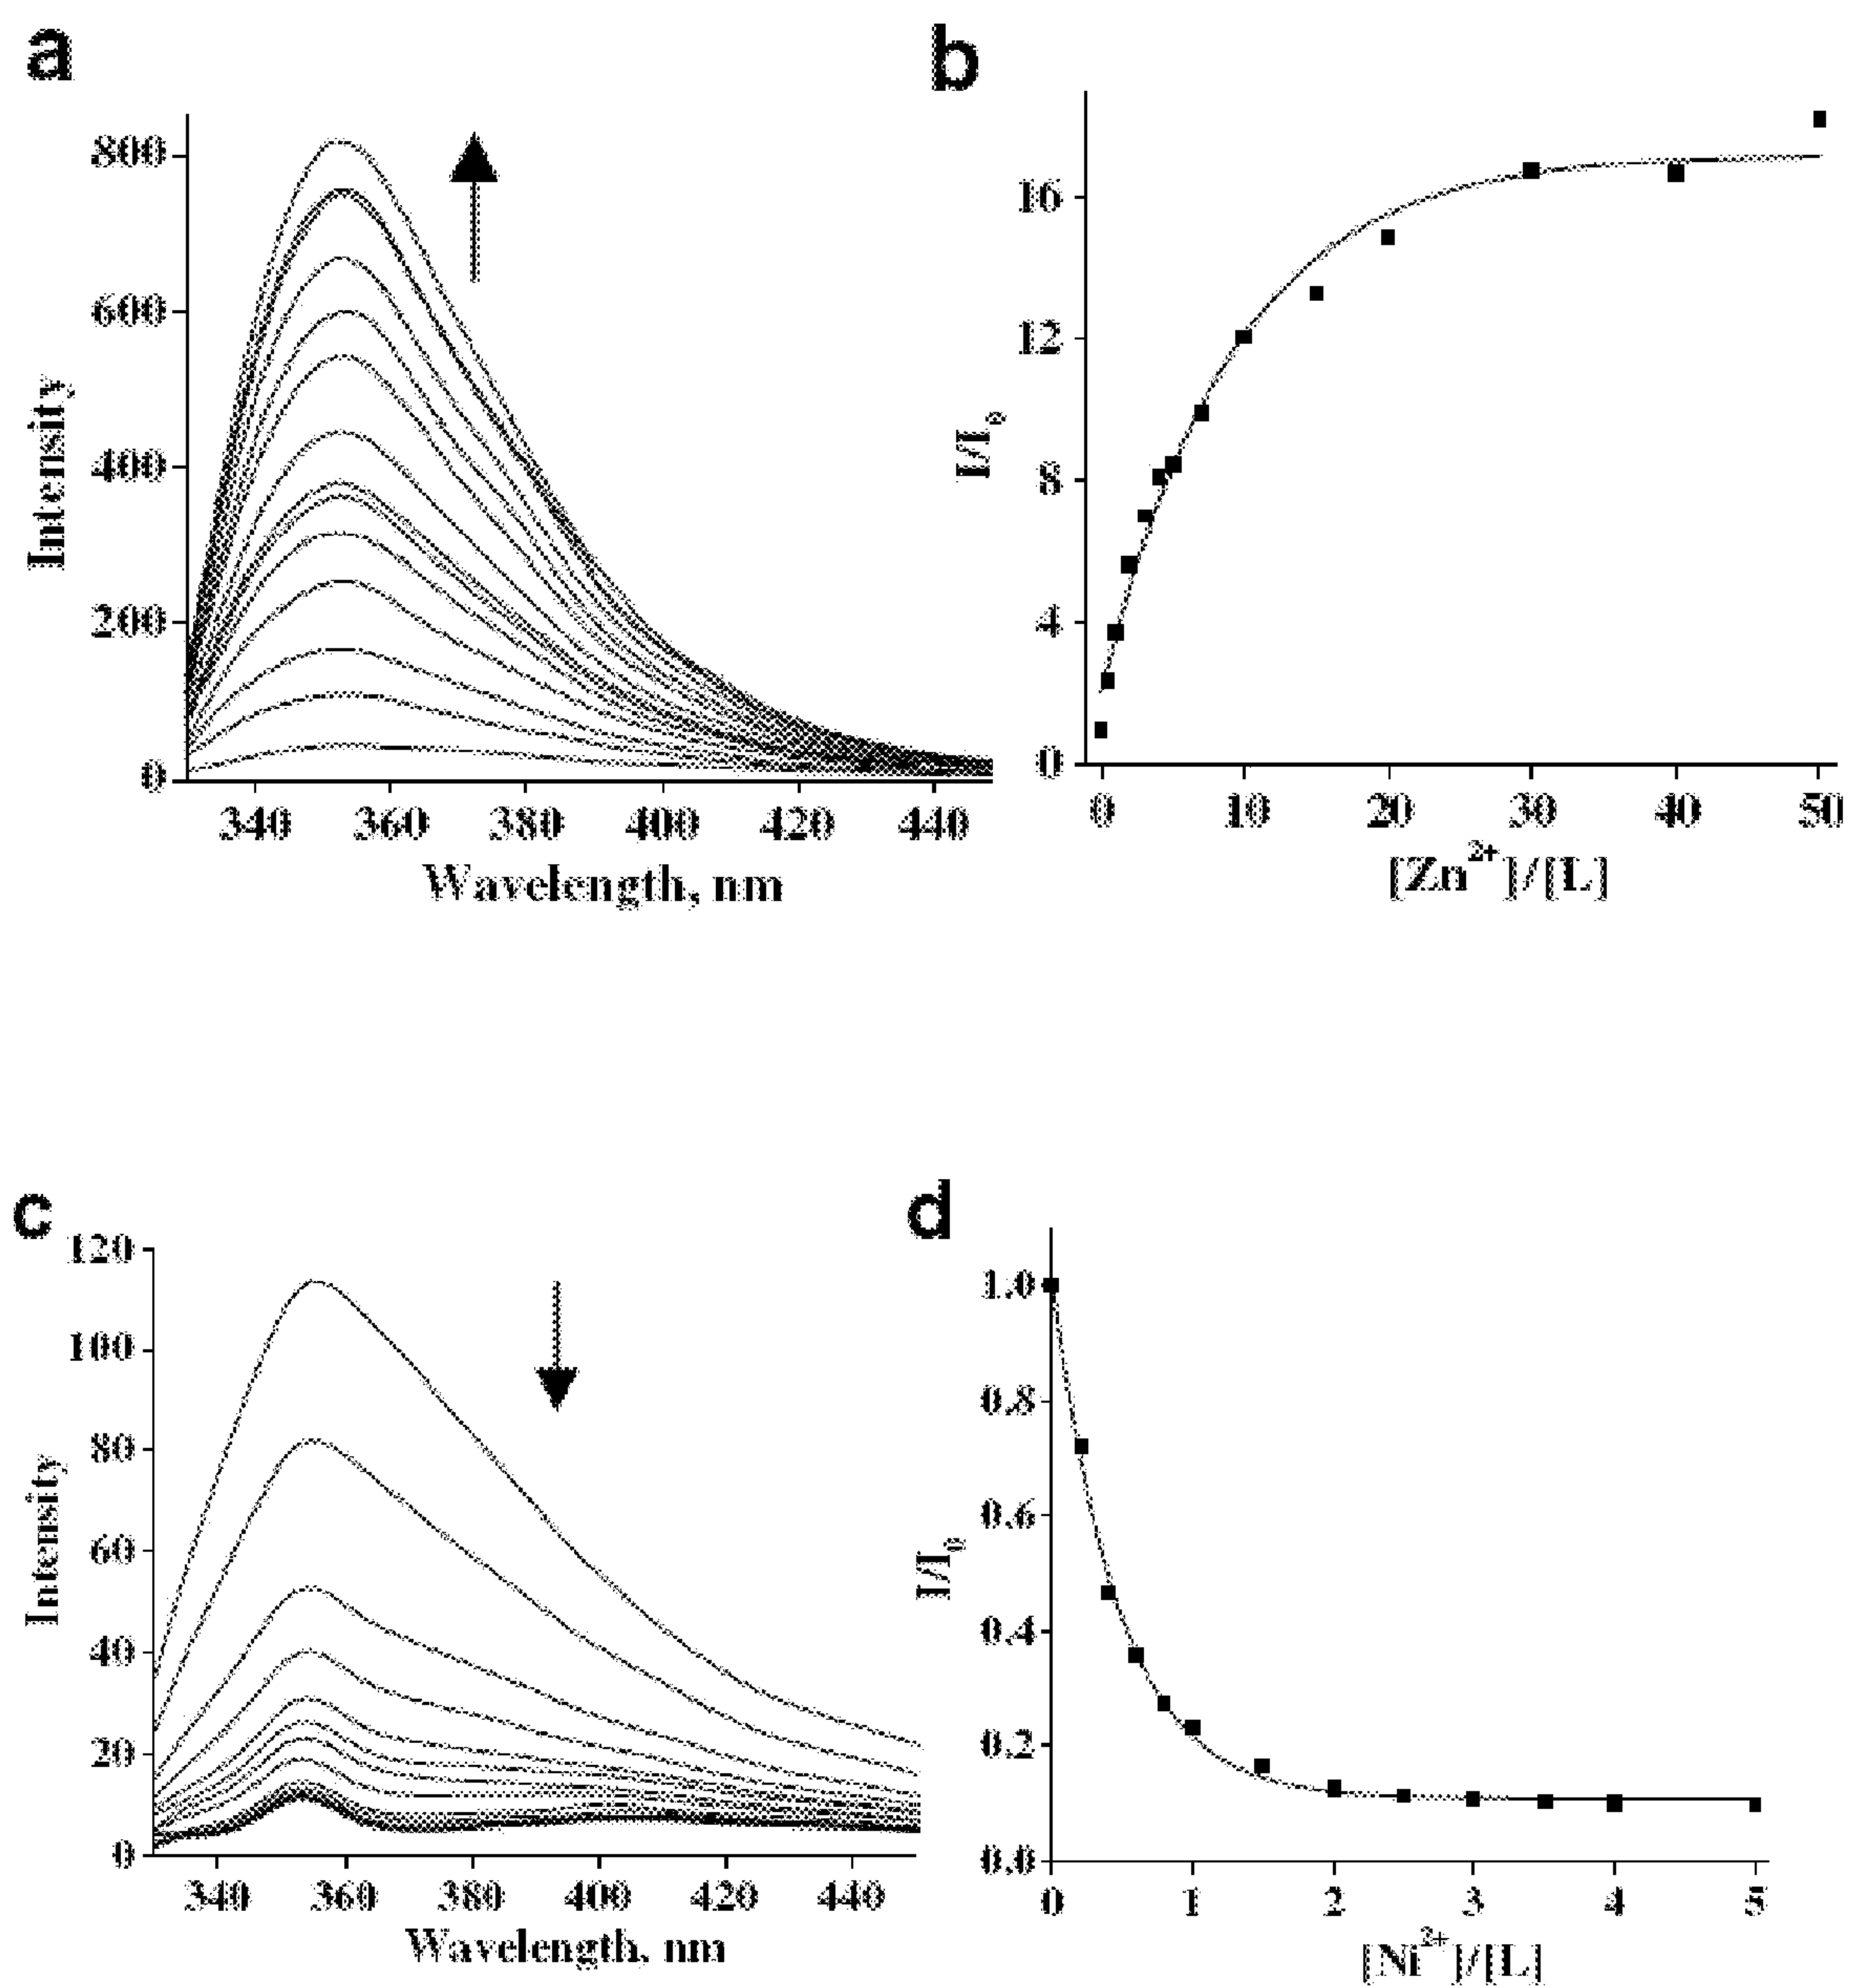 a
800
600
400
200
0
Intensity
340 360 380 400 420 440
Wavelength, nm
b
16
12
8
4
0
I/I0
0 10 20 30 40 50
[Zn2+]/[L]
c
120
100
80
60
40
20
0
Intensity
340 360 380 400 420 440
Wavelength, nm
d
1.0
0.8
0.6
0.4
0.2
0.0
I/I0
0 1 2 3 4 5
[Ni2+]/[L]